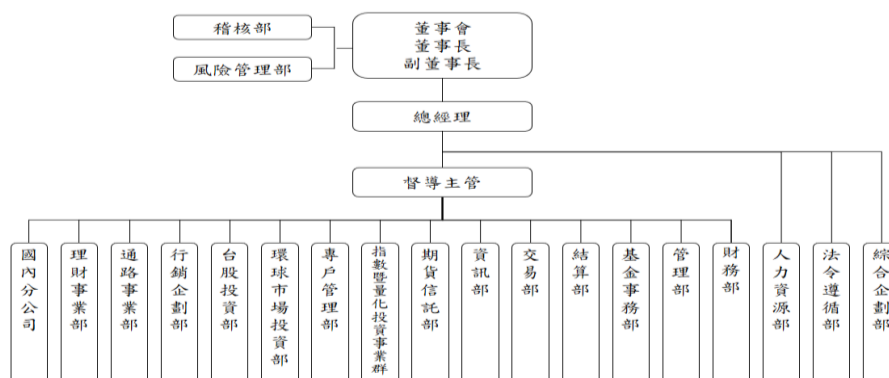 稽核部
風險管理部
董事會
董事長
副董事長
總經理
督導主管
國內分公司
理財事業部
通路事業部
行銷企劃部
台股投資部
環球市場投資部
專戶管理部
指數暨量化投資事業群
期貨信託部
資訊部
交易部
結算部
基金事務部
管理部
財務部
人力資源部
法令遵循部
綜合企劃部